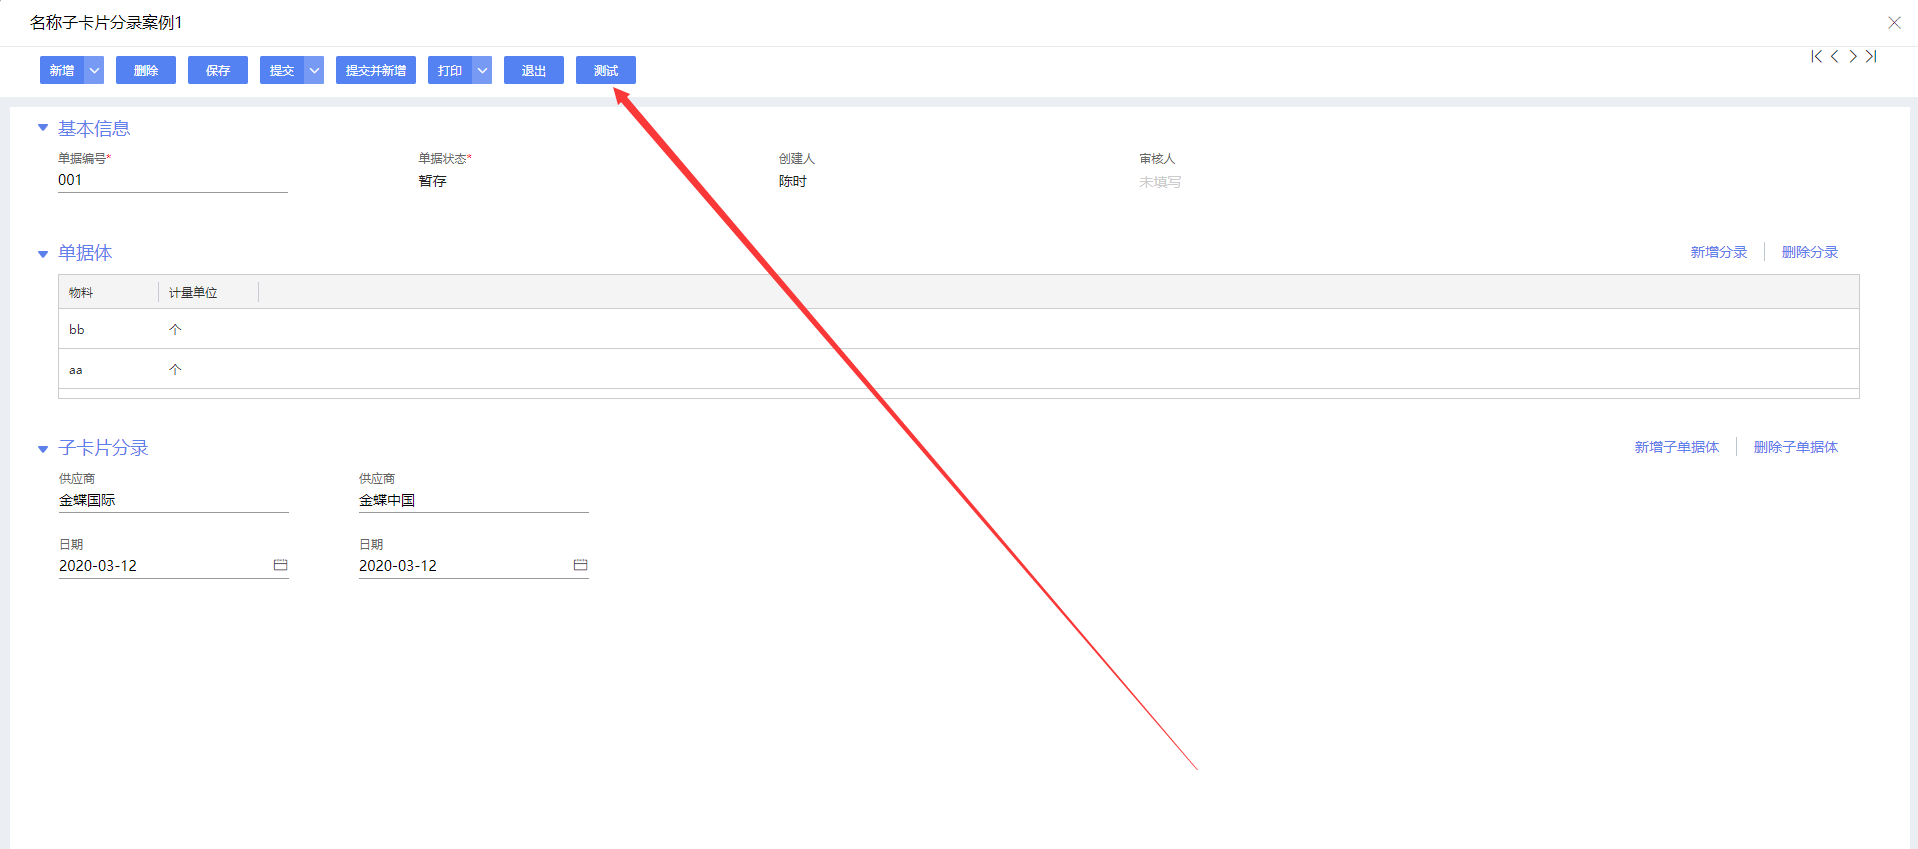 名称子卡片分录案例1
新增 删除 保存 提交 提交并新增 打印 退出 测试
基本信息
单据编号* 单据状态* 创建人 审核人
001 暂存 陈时 未填写
单据体 新增分录 删除分录
物料 计量单位
bb 个
aa 个
子卡片分录 新增子单据体 删除子单据体
供应商 供应商
金蝶国际 金蝶中国
日期 日期
2020-03-12 2020-03-12